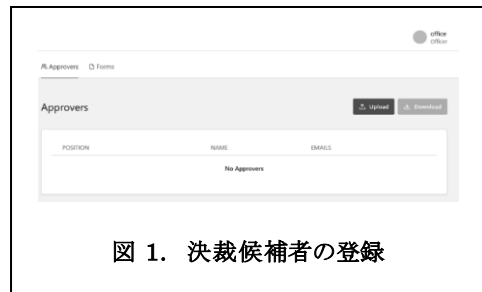 office
Officer
Approvers Forms
Approvers
Upload Download
POSITION NAME EMAILS
No Approvers
図 1. 決裁候補者の登録